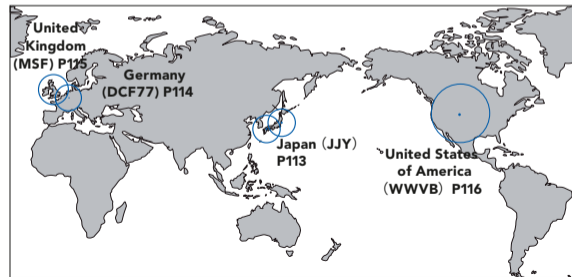 United
Kingdom
(MSF) P115
Germany
(DCF77) P114
Japan（JJY）
P113
United States
of America
（WWVB）P116